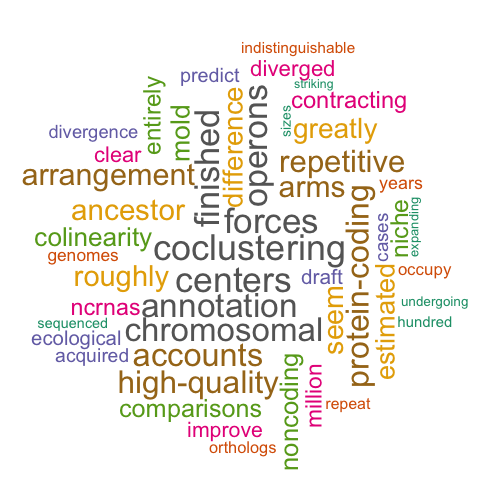 indistinguishable
predict
diverged
striking
contracting
entirely
mold
finished
difference
operons
sizes
greatly
divergence
clear
arrangement
repetitive
arms
years
ancestor
forces
protein-coding
cases
niche
expanding
colinearity
coclustering
genomes
roughly
centers
draft
seem
estimated
occupy
ncrnas
annotation
undergoing
sequenced
chromosomal
hundred
ecological
acquired
accounts
high-quality
noncoding
million
comparisons
repeat
improve
orthologs